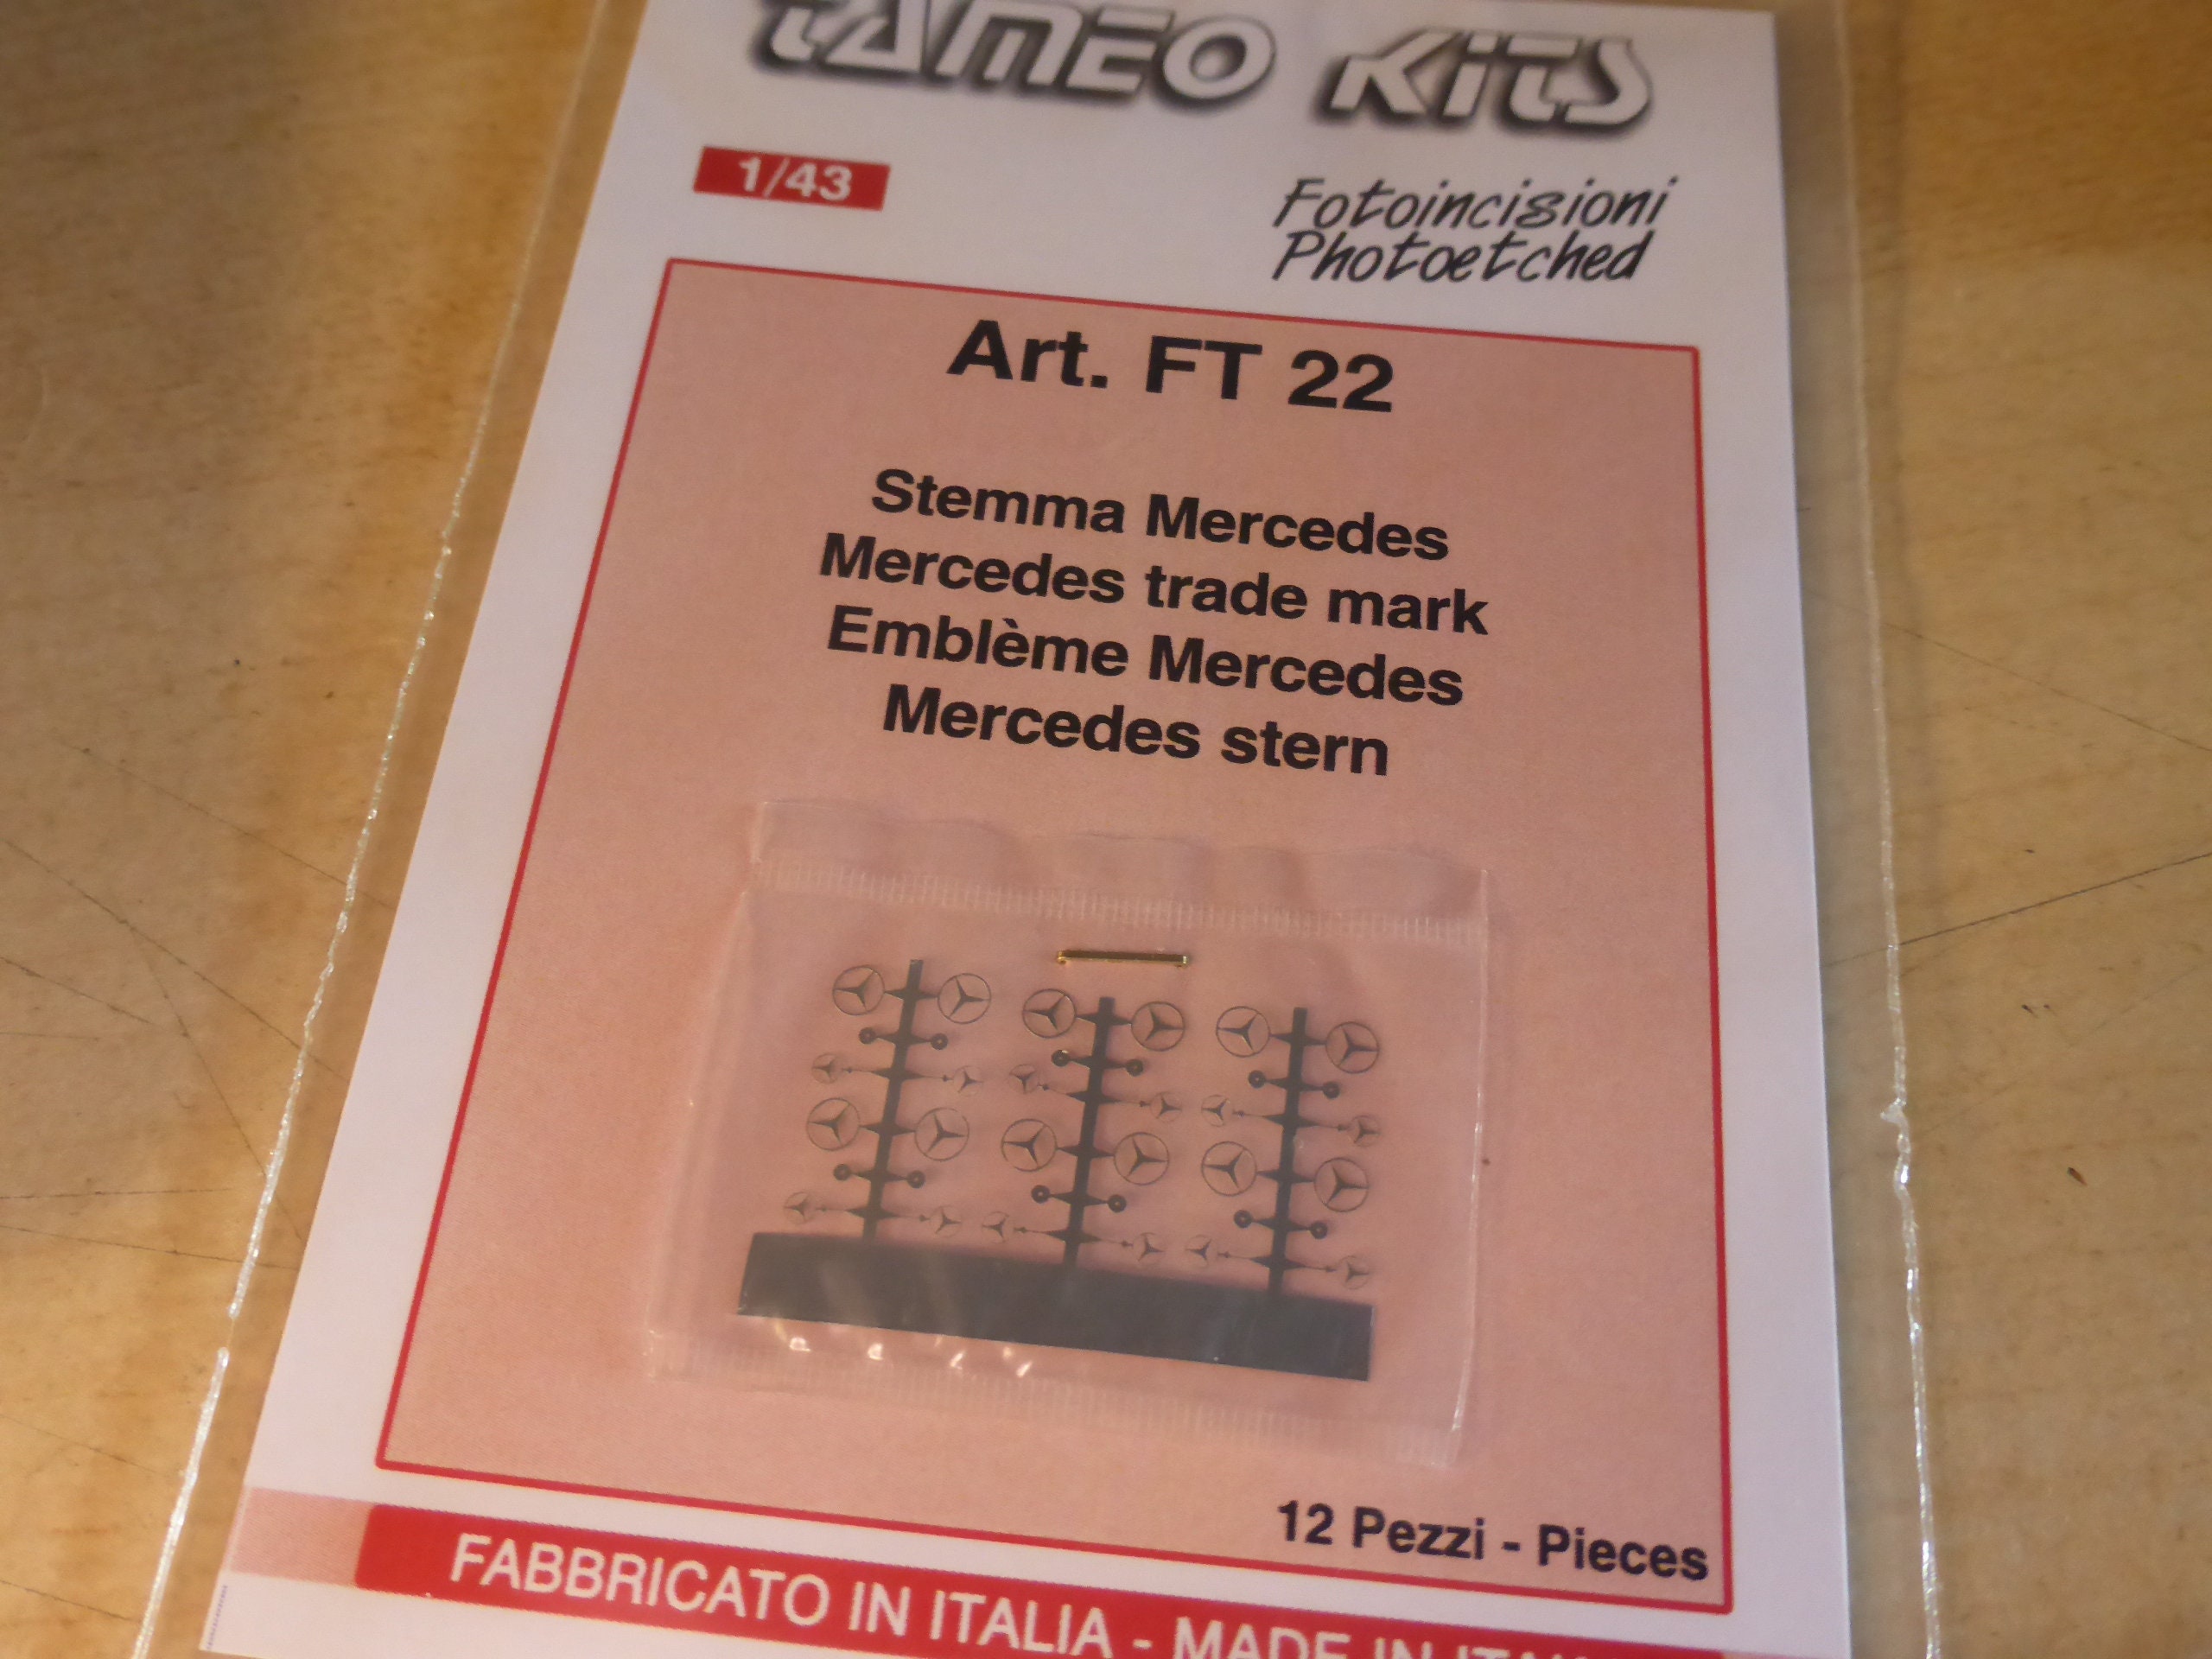 TAMEO KITS
1/43
Fotoincisioni
Photoetched
Art. FT 22
Stemma Mercedes
Mercedes trade mark
Emblème Mercedes
Mercedes stern
12 Pezzi - Pieces
FABBRICATO IN ITALIA - MADE IN